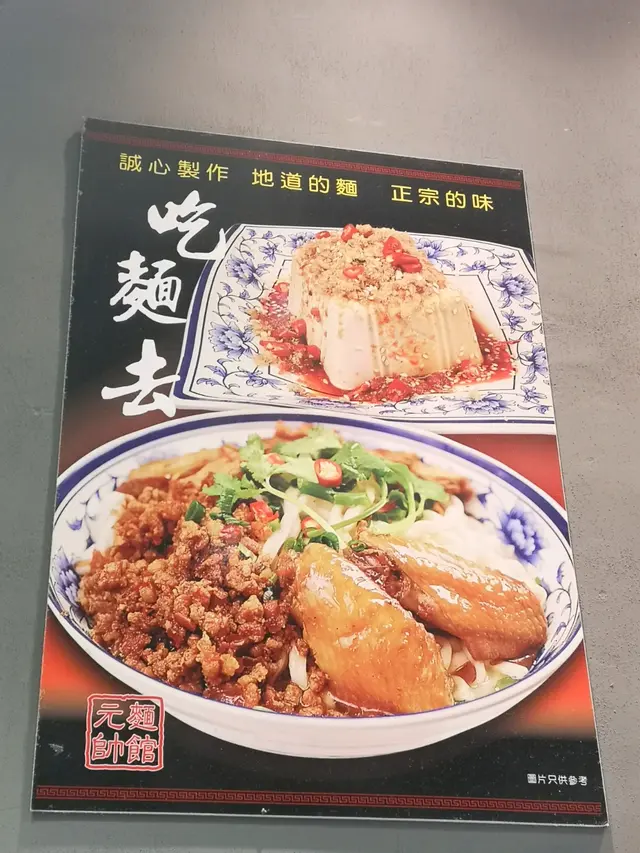 誠心製作 地道的麵 正宗的味
吃麵去
元帥麵館
圖片只供參考